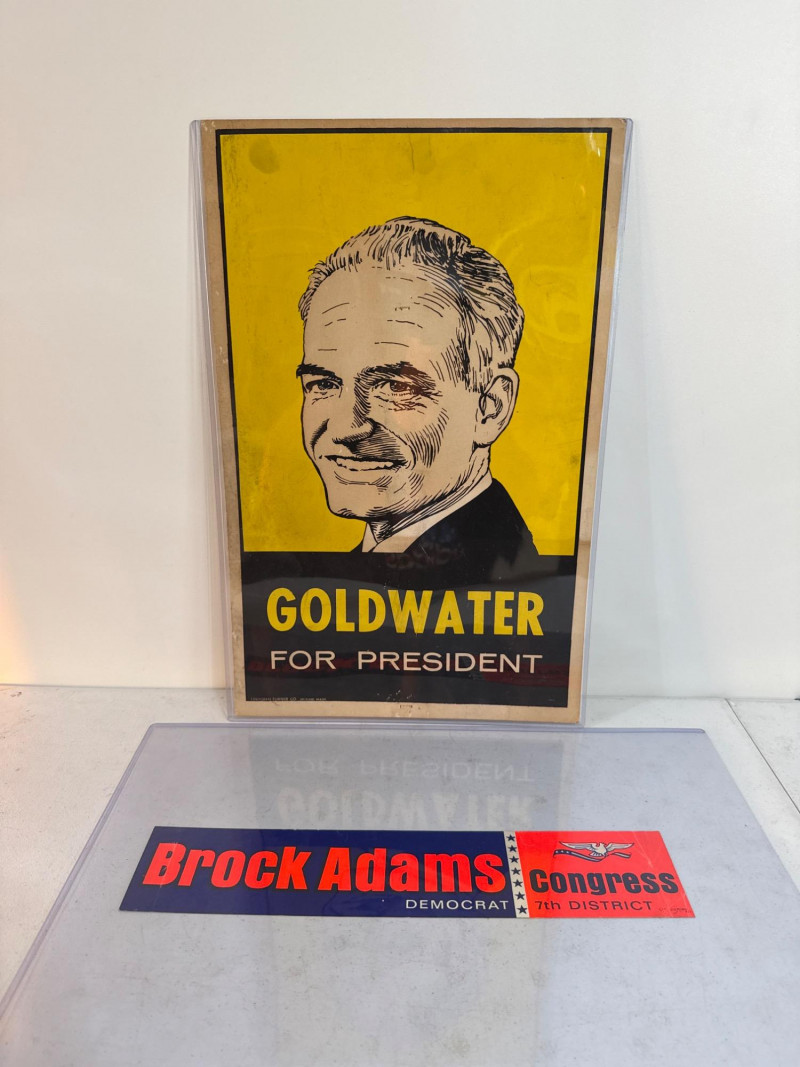 GOLDWATER
FOR PRESIDENT
Brock Adams
DEMOCRAT
Congress
7th DISTRICT